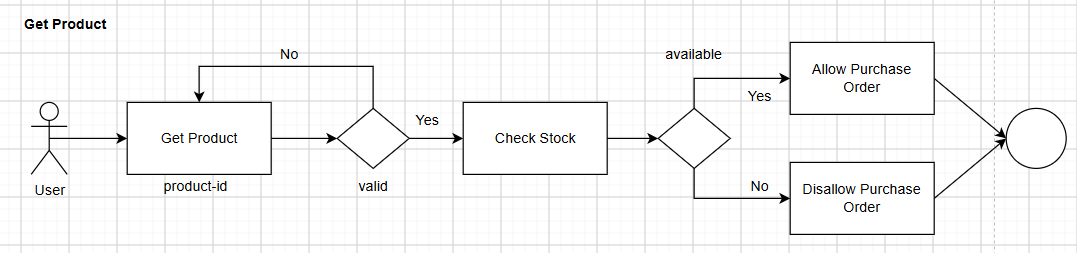 Get Product
No
available
Allow Purchase
Order
Yes
Yes
Get Product
Check Stock
User
product-id
valid
No
Disallow Purchase
Order